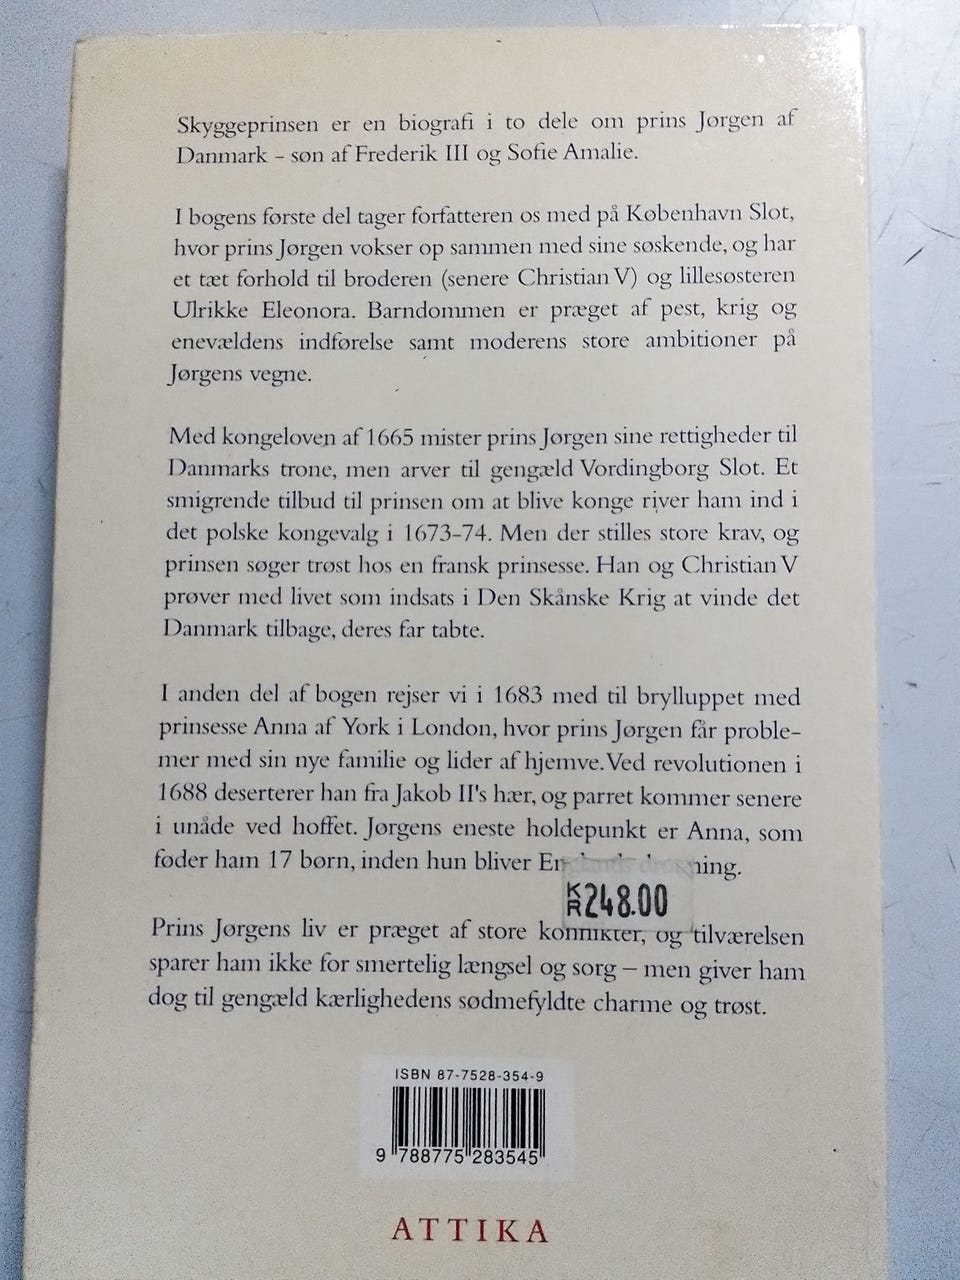 Skyggeprinsen er en biografi i to dele om prins Jørgen af
Danmark – søn af Frederik III og Sofie Amalie.
I bogens første del tager forfatteren os med på København Slot,
hvor prins Jørgen vokser op sammen med sine søskende, og har
et tæt forhold til broderen (senere Christian V) og lillesøsteren
Ulrikke Eleonora. Barndommen er præget af pest, krig og
enevældens indførelse samt moderens store ambitioner på
Jørgens vegne.
Med kongeloven af 1665 mister prins Jørgen sine rettigheder til
Danmarks trone, men arver til gengæld Vordingborg Slot. Et
smigrende tilbud til prinsen om at blive konge river ham ind i
det polske kongevalg i 1673-74. Men der stilles store krav, og
prinsen søger trøst hos en fransk prinsesse. Han og Christian V
prøver med livet som indsats i Den Skånske Krig at vinde det
Danmark tilbage, deres far tabte.
I anden del af bogen rejser vi i 1683 med til brylluppet med
prinsesse Anna af York i London, hvor prins Jørgen får proble-
mer med sin nye familie og lider af hjemve. Ved revolutionen i
1688 deserterer han fra Jakob II's hær, og parret kommer senere
i unåde ved hoffet. Jørgens eneste holdepunkt er Anna, som
føder ham 17 børn, inden hun bliver Englands dronning.
KR 248.00
Prins Jørgens liv er præget af store konflikter, og tilværelsen
sparer ham ikke for smertelig længsel og sorg – men giver ham
dog til gengæld kærlighedens sødmefyldte charme og trøst.
ISBN 87-7528-354-9
9 788775 283545
ATTIKA